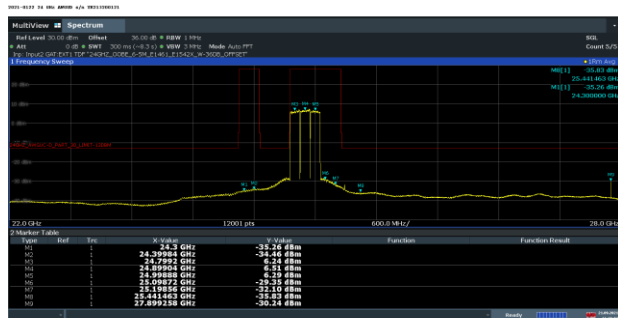 MultiView Spectrum
Ref Level 30.00 dBm Offset 36.00 dB RBW 1 MHz SGL
Att 0 dB SWT 300 ms (~8.3 s) VBW 3 MHz Mode Auto FFT Count 5/5
1 Frequency Sweep 1Rm Avg
M8[1] -35.83 dBm
25.441463 GHz
M1[1] -35.26 dBm
24.300000 GHz
M3 M4 M5
M1 M2 M6 M7 M8 M9
22.0 GHz 12001 pts 600.0 MHz/ 28.0 GHz
2 Marker Table
Type Ref Trc X-Value Y-Value Function Function Result
M1 1 24.3 GHz -35.26 dBm
M2 1 24.39984 GHz -34.46 dBm
M3 1 24.7992 GHz 6.24 dBm
M4 1 24.89904 GHz 6.51 dBm
M5 1 24.99888 GHz 6.29 dBm
M6 1 25.09872 GHz -29.35 dBm
M7 1 25.19856 GHz -32.10 dBm
M8 1 25.441463 GHz -35.83 dBm
M9 1 27.899258 GHz -30.24 dBm
Ready